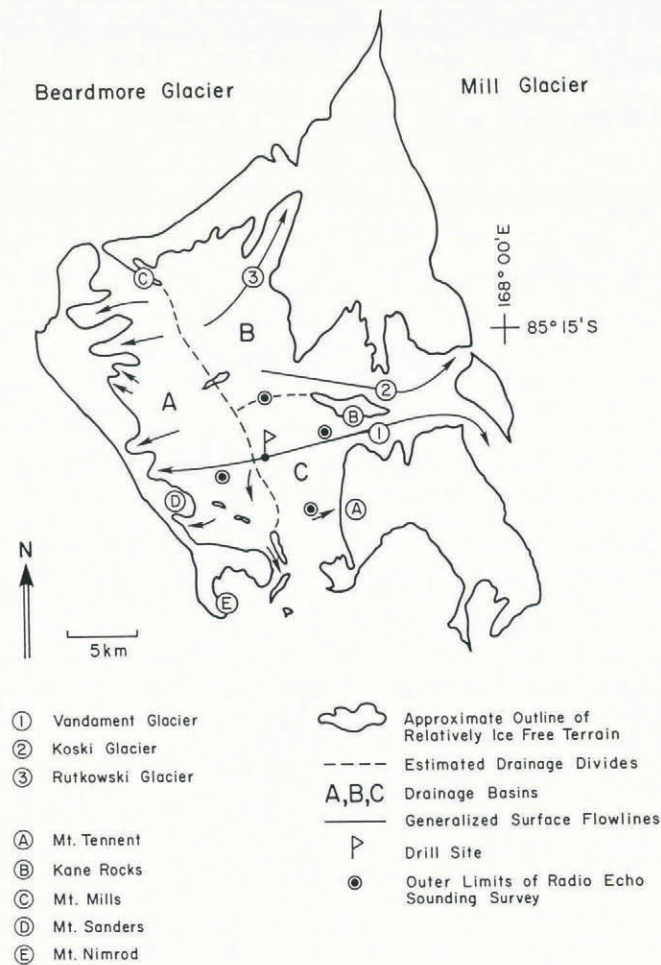 Beardmore Glacier
Mill Glacier
168° 00'E
85° 15'S
C
3
B
A
2
B
1
C
D
A
E
N
5km
1 Vandament Glacier
2 Koski Glacier
3 Rutkowski Glacier
A Mt. Tennent
B Kane Rocks
C Mt. Mills
D Mt. Sanders
E Mt. Nimrod
Approximate Outline of
Relatively Ice Free Terrain
Estimated Drainage Divides
A,B,C Drainage Basins
Generalized Surface Flowlines
Drill Site
Outer Limits of Radio Echo
Sounding Survey